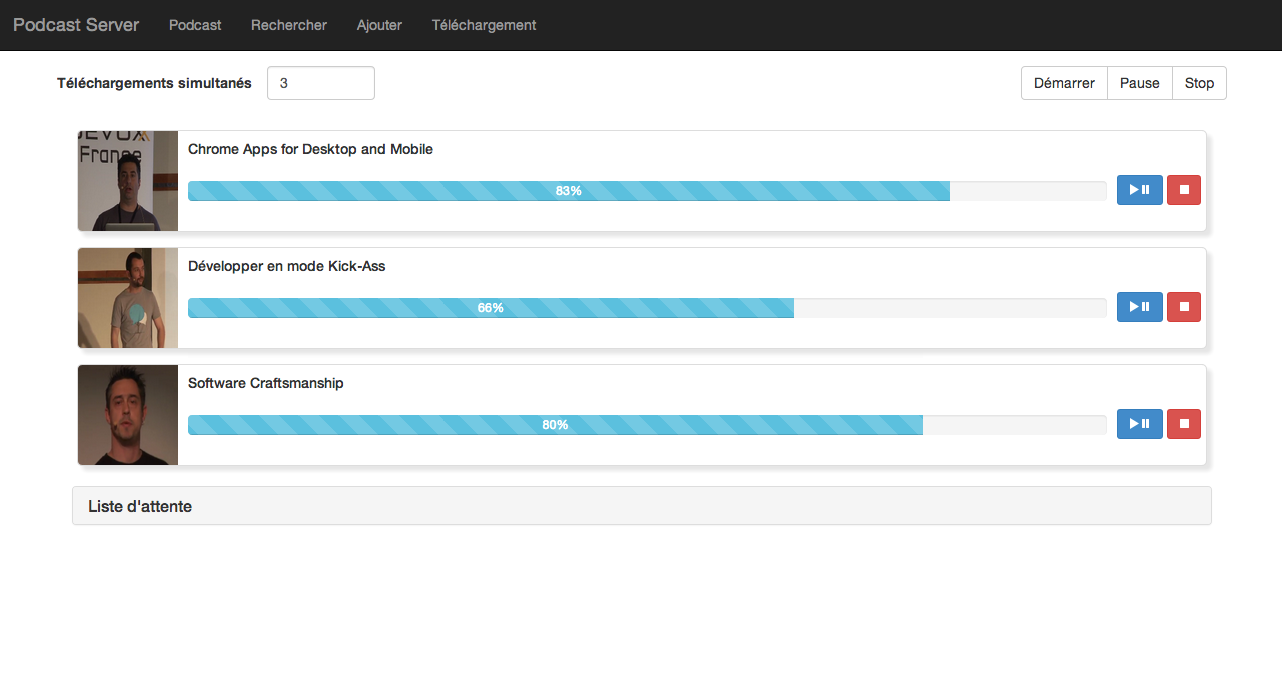 Podcast Server Podcast Rechercher Ajouter Téléchargement
Téléchargements simultanés 3 Démarrer Pause Stop
France
Chrome Apps for Desktop and Mobile
83%
Développer en mode Kick-Ass
66%
Software Craftsmanship
80%
Liste d'attente